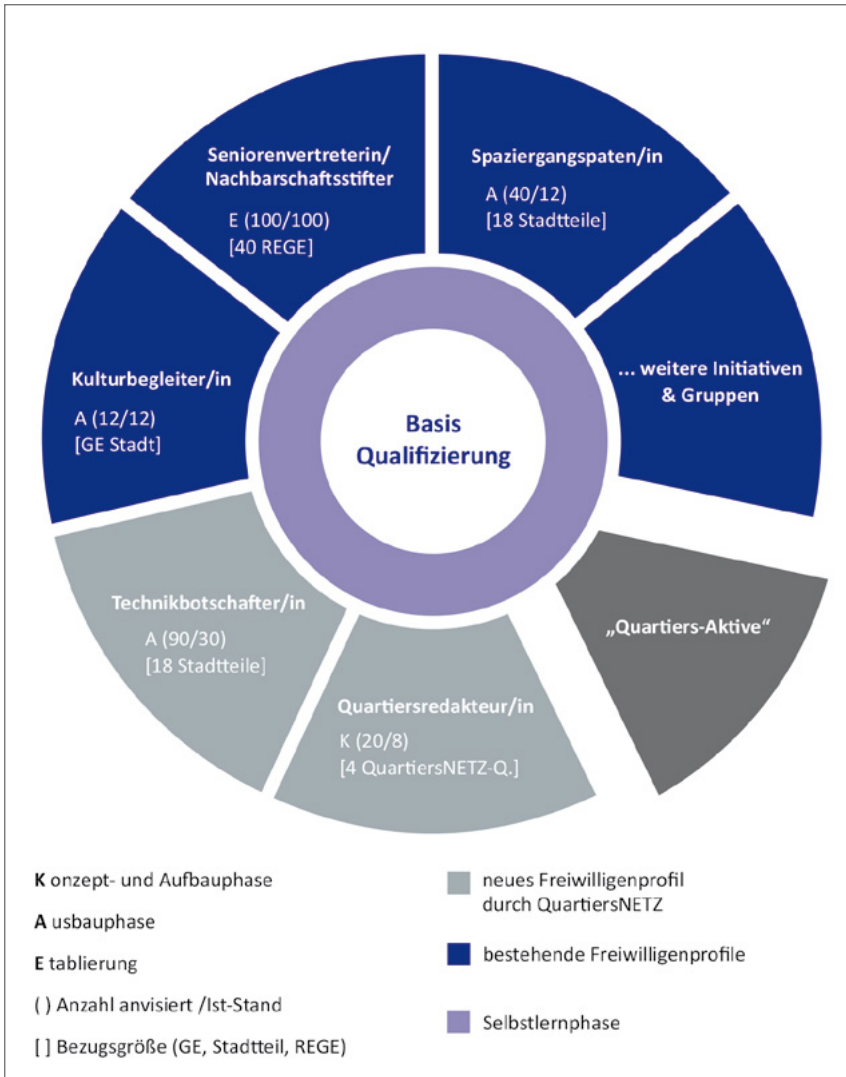 Seniorenvertreterin/
Nachbarschaftsstifter
E (100/100)
[40 REGE]
Spaziergangspaten/in
A (40/12)
[18 Stadtteile]
Kulturbegleiter/in
A (12/12)
[GE Stadt]
... weitere Initiativen
& Gruppen
Basis
Qualifizierung
Technikbotschafter/in
A (90/30)
[18 Stadtteile]
Quartiersredakteur/in
K (20/8)
[4 QuartiersNETZ-Q.]
„Quartiers-Aktive“
K onzept- und Aufbauphase
A usbauphase
E tablierung
( ) Anzahl anvisiert /Ist-Stand
[ ] Bezugsgröße (GE, Stadtteil, REGE)
neues Freiwilligenprofil
durch QuartiersNETZ
bestehende Freiwilligenprofile
Selbstlernphase